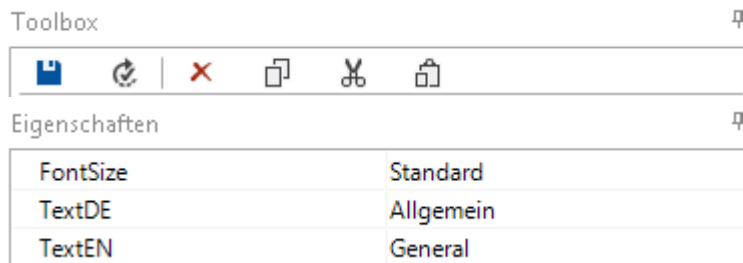 Toolbox
Eigenschaften
FontSize Standard
TextDE Allgemein
TextEN General